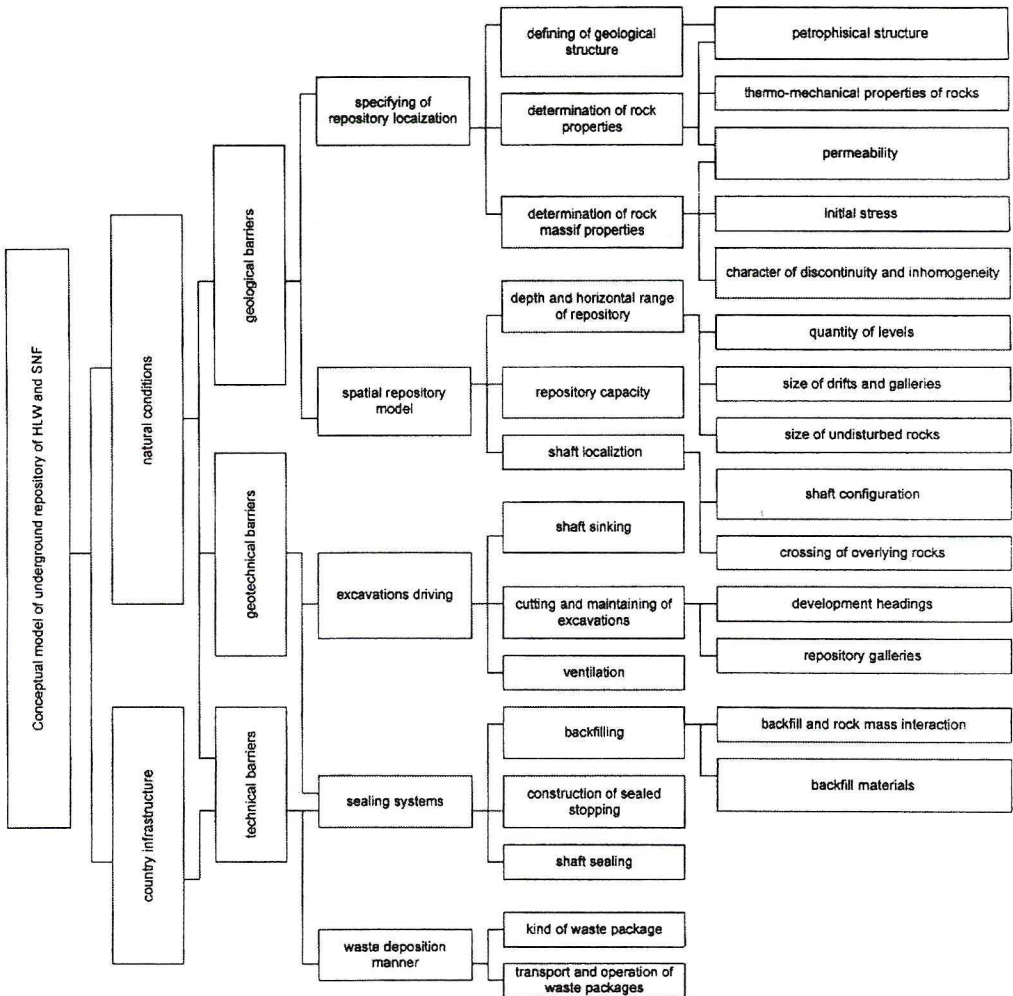 Conceptual model of underground repository of HLW and SNF
natural conditions
country infrastructure
geological barriers
geotechnical barriers
technical barriers
specifying of
repository locaization
spatial repository
model
excavations driving
sealing systems
waste deposition
manner
defining of geological
structure
determination of rock
properties
determination of rock
massif properties
depth and horizontal range
of repository
repository capacity
shaft localiztion
shaft sinking
cutting and maintaining of
excavations
ventilation
backfilling
construction of sealed
stopping
shaft sealing
kind of waste package
transport and operation of
waste packages
petrophisical structure
thermo-mechanical properties of rocks
permeability
initial stress
character of discontinuity and inhomogeneity
quantity of levels
size of drifts and galleries
size of undisturbed rocks
shaft configuration
crossing of overlying rocks
development headings
repository galleries
backfill and rock mass interaction
backfill materials